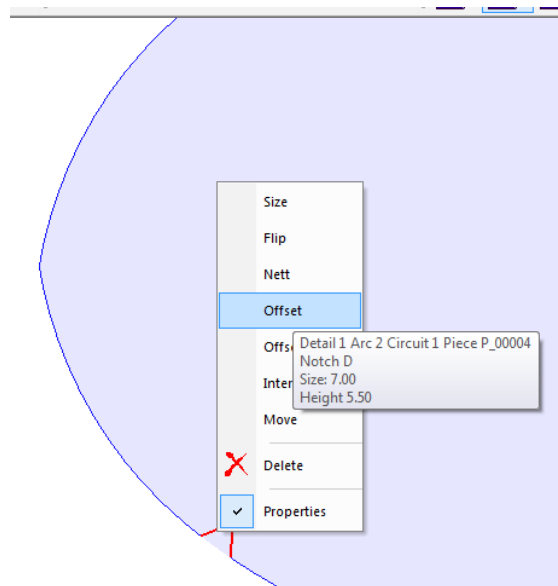 Size
Flip
Nett
Offset
Detail 1 Arc 2 Circuit 1 Piece P_00004
Notch D
Size: 7.00
Height 5.50
Move
Delete
Properties